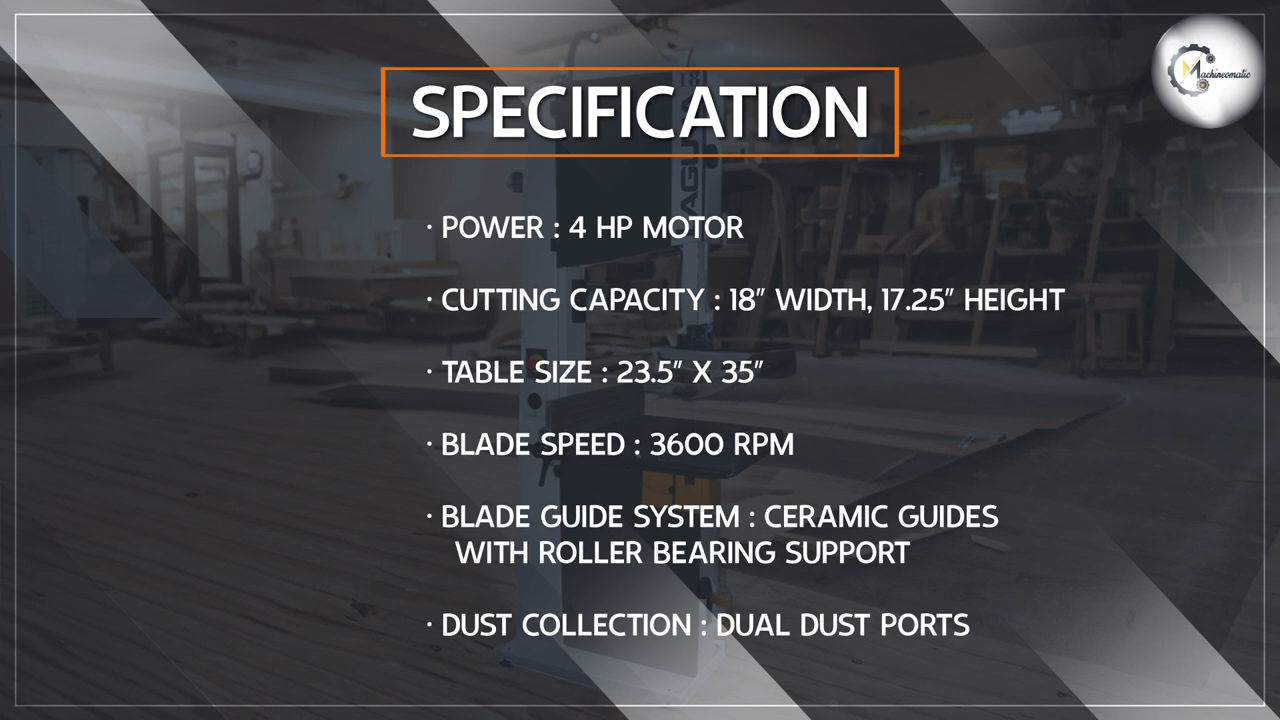 Machineomatic
SPECIFICATION
LAGUNA
· POWER : 4 HP MOTOR
· CUTTING CAPACITY : 18" WIDTH, 17.25" HEIGHT
· TABLE SIZE : 23.5" X 35"
· BLADE SPEED : 3600 RPM
· BLADE GUIDE SYSTEM : CERAMIC GUIDES
WITH ROLLER BEARING SUPPORT
· DUST COLLECTION : DUAL DUST PORTS